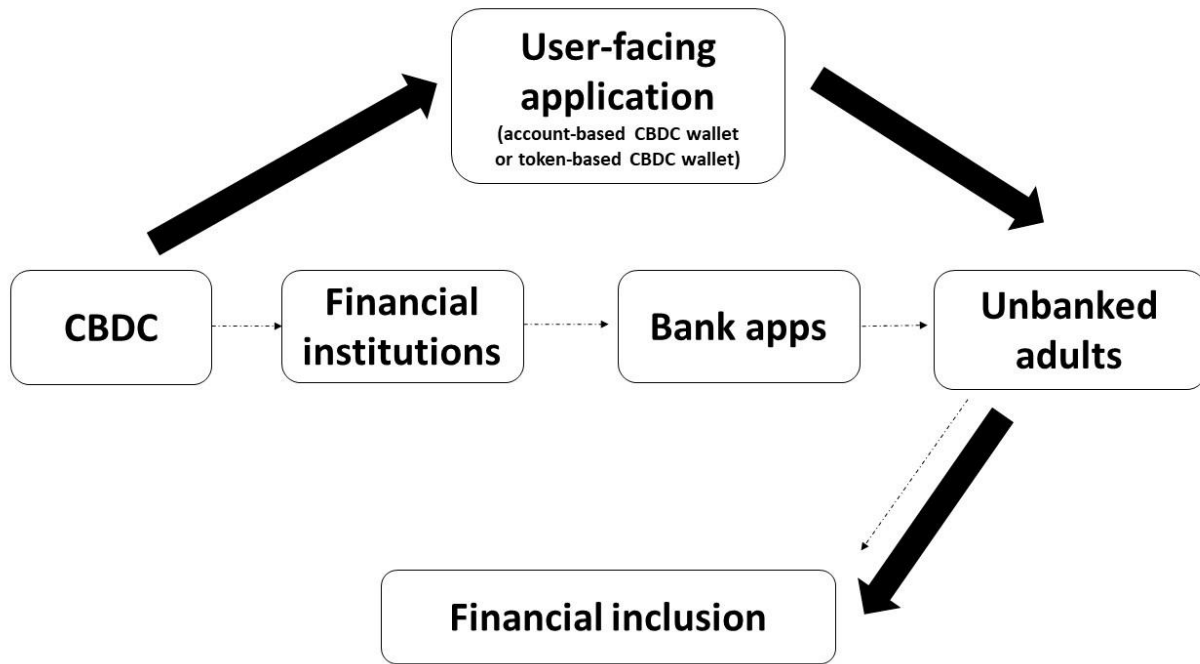 User-facing
application
(account-based CBDC wallet
or token-based CBDC wallet)
CBDC
Financial
institutions
Bank apps
Unbanked
adults
Financial inclusion